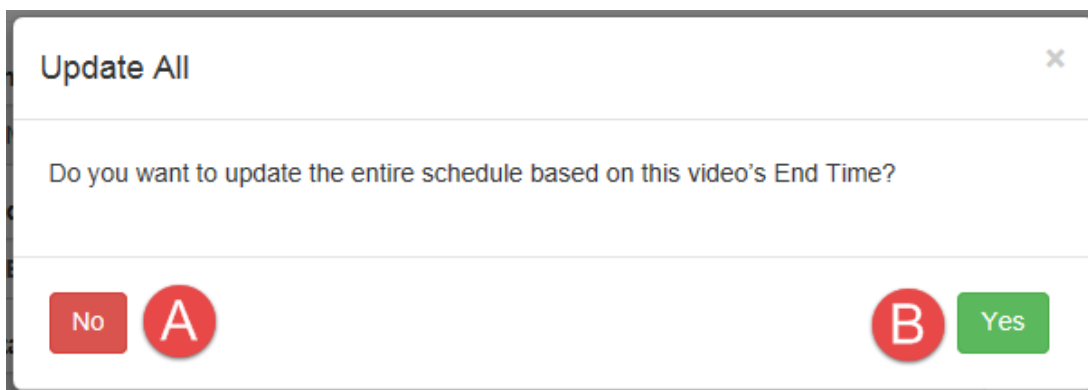 Update All ×
Do you want to update the entire schedule based on this video’s End Time?
No A B Yes